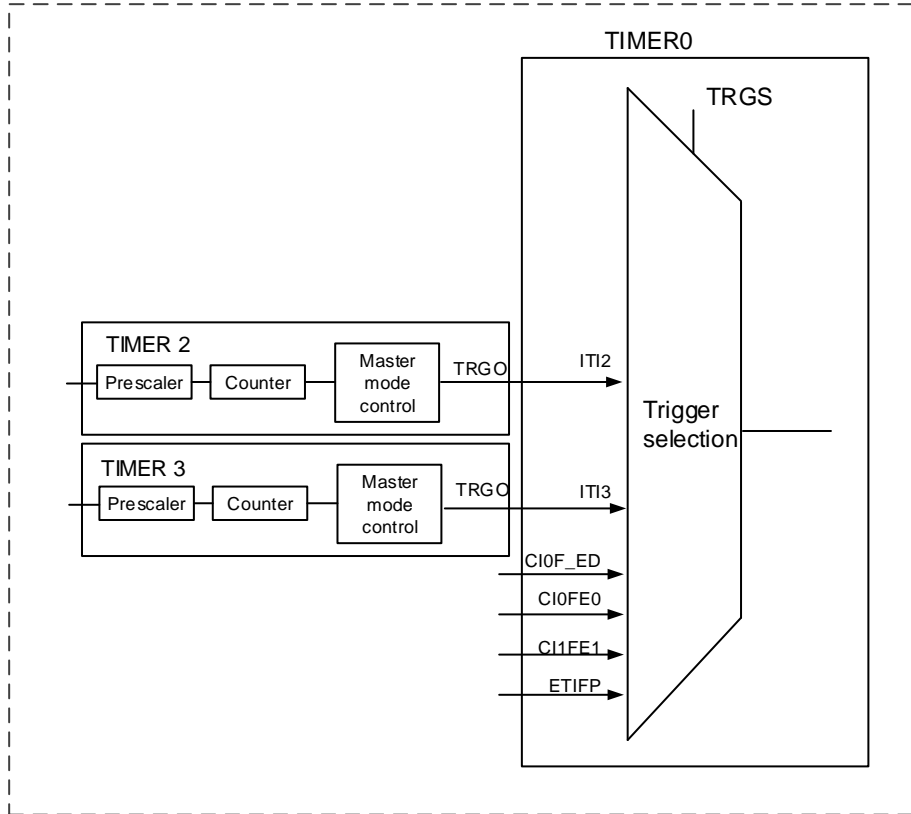 TIMER0
TRGS
TIMER 2
Prescaler
Counter
Master
mode
control
TRGO
ITI2
Trigger
selection
TIMER 3
Prescaler
Counter
Master
mode
control
TRGO
ITI3
CI0F_ED
CI0FE0
CI1FE1
ETIFP